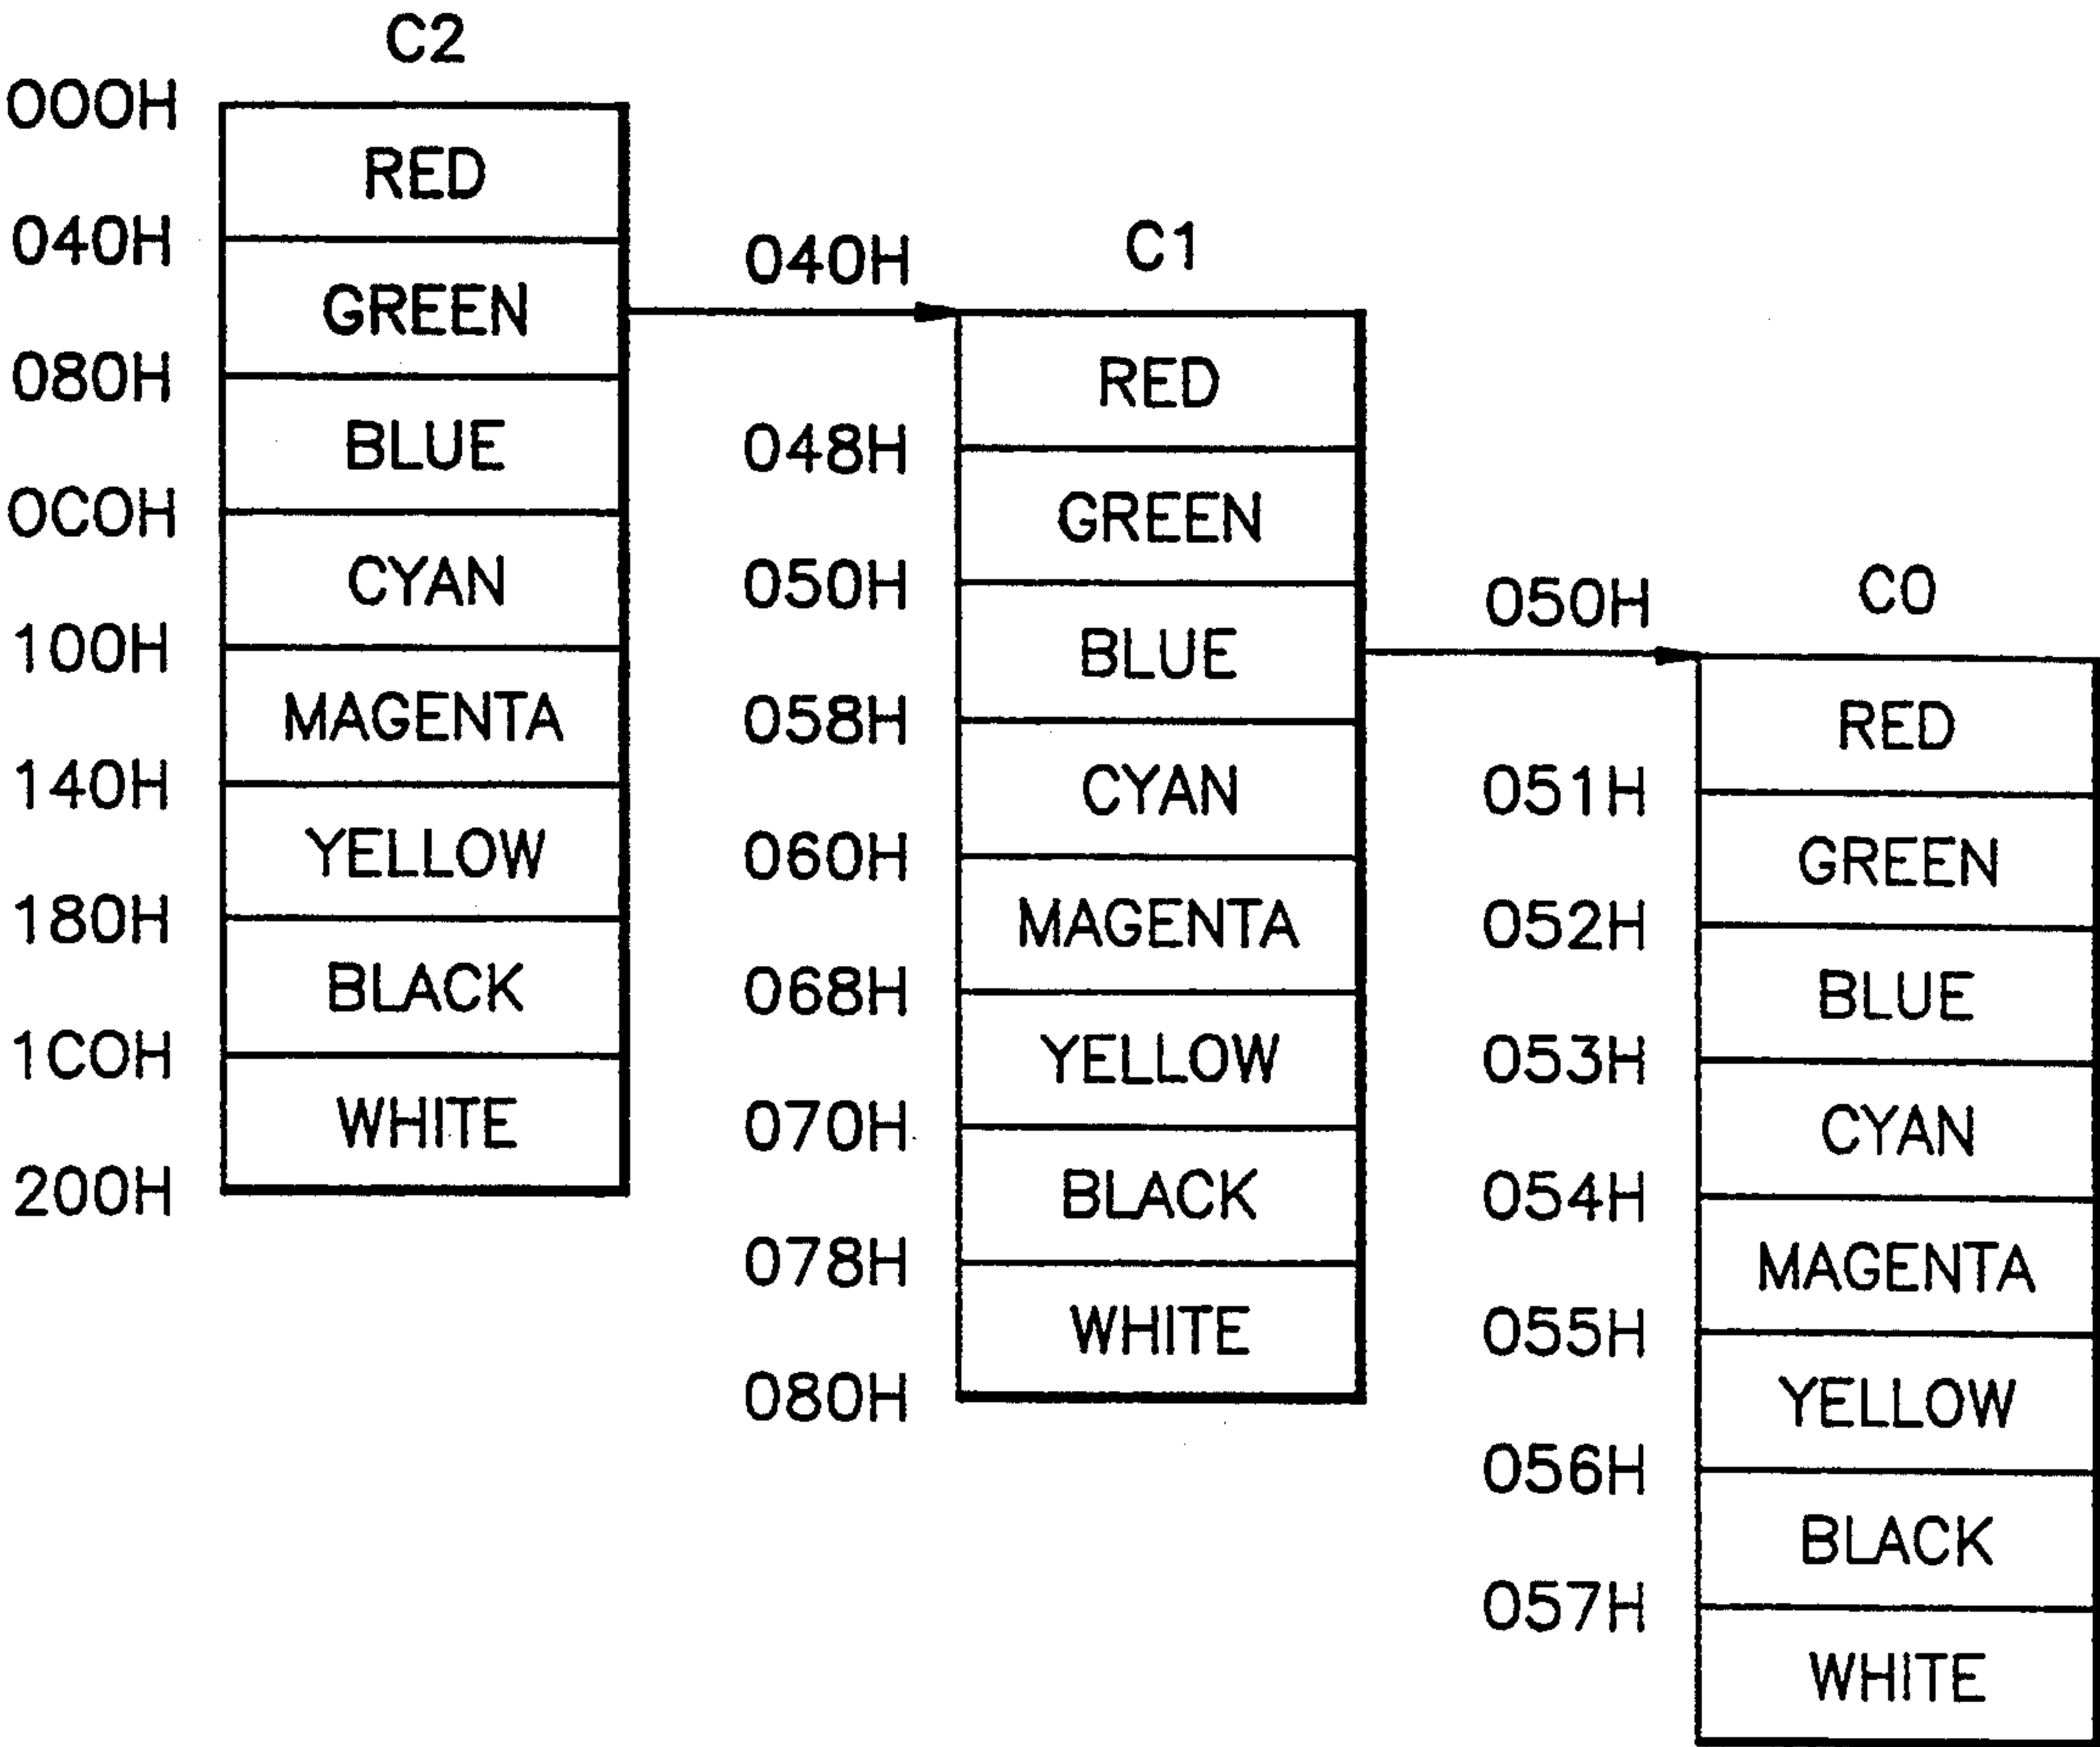 C2
000H
RED
040H
GREEN
080H
BLUE
0C0H
CYAN
100H
MAGENTA
140H
YELLOW
180H
BLACK
1C0H
WHITE
200H
C1
040H
RED
048H
GREEN
050H
BLUE
058H
CYAN
060H
MAGENTA
068H
YELLOW
070H
BLACK
078H
WHITE
080H
C0
050H
RED
051H
GREEN
052H
BLUE
053H
CYAN
054H
MAGENTA
055H
YELLOW
056H
BLACK
057H
WHITE